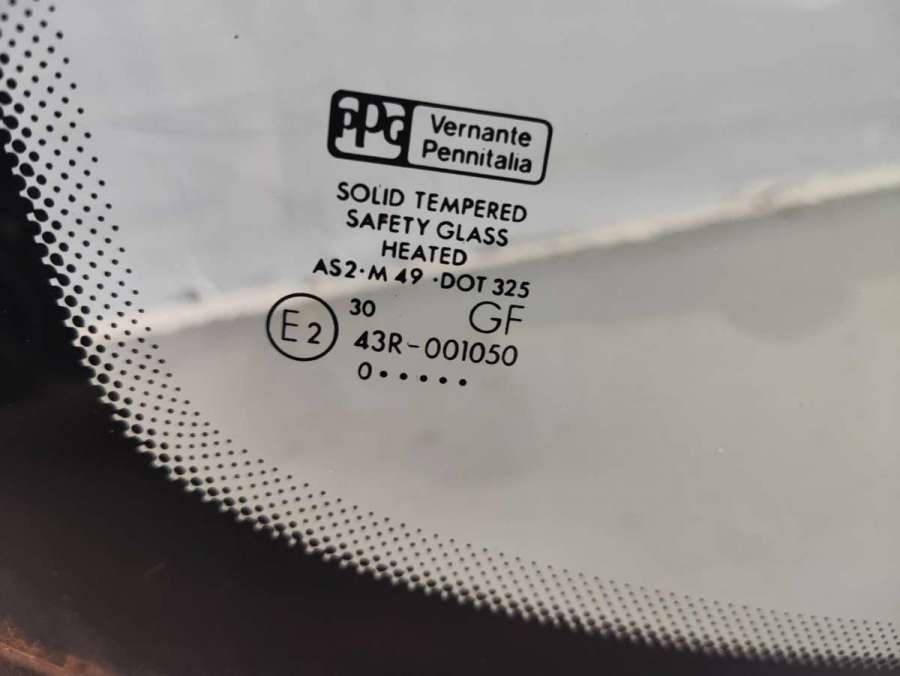 PPG Vernante
Pennitalia
SOLID TEMPERED
SAFETY GLASS
HEATED
AS2·M 49 ·DOT 325
30 GF
E2 43R-001050
0•••••